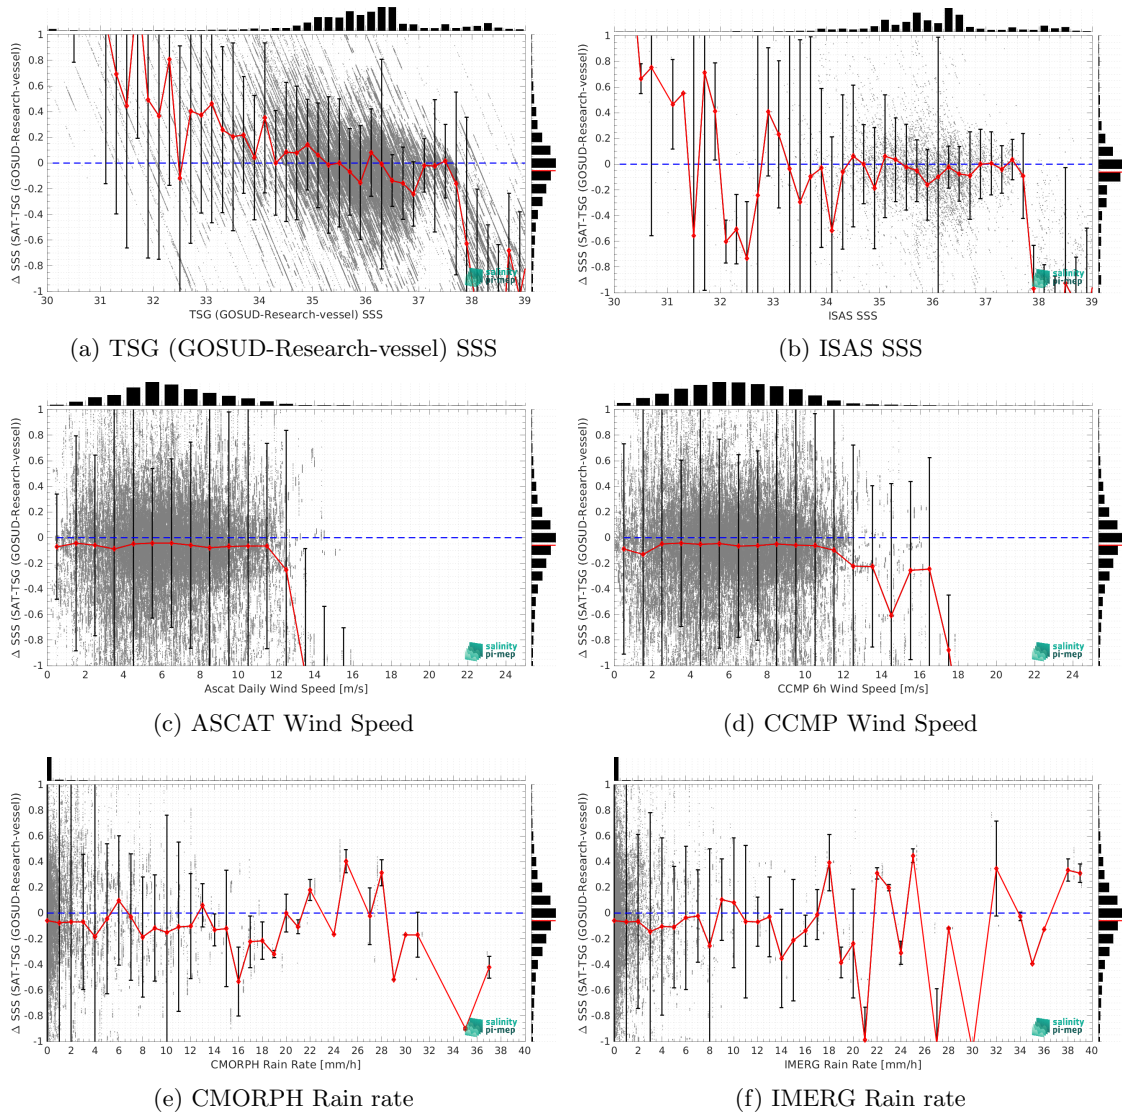 Δ SSS (SAT-TSG (GOSUD-Research-vessel))
1
0.8
0.6
0.4
0.2
0
-0.2
-0.4
-0.6
-0.8
-1
30 31 32 33 34 35 36 37 38 39
TSG (GOSUD-Research-vessel) SSS
salinity
pi-mep
(a) TSG (GOSUD-Research-vessel) SSS
Δ SSS (SAT-TSG (GOSUD-Research-vessel))
1
0.8
0.6
0.4
0.2
0
-0.2
-0.4
-0.6
-0.8
-1
30 31 32 33 34 35 36 37 38 39
ISAS SSS
salinity
pi-mep
(b) ISAS SSS
Δ SSS (SAT-TSG (GOSUD-Research-vessel))
1
0.8
0.6
0.4
0.2
0
-0.2
-0.4
-0.6
-0.8
-1
0 2 4 6 8 10 12 14 16 18 20 22 24
Ascat Daily Wind Speed [m/s]
salinity
pi-mep
(c) ASCAT Wind Speed
Δ SSS (SAT-TSG (GOSUD-Research-vessel))
1
0.8
0.6
0.4
0.2
0
-0.2
-0.4
-0.6
-0.8
-1
0 2 4 6 8 10 12 14 16 18 20 22 24
CCMP 6h Wind Speed [m/s]
salinity
pi-mep
(d) CCMP Wind Speed
Δ SSS (SAT-TSG (GOSUD-Research-vessel))
1
0.8
0.6
0.4
0.2
0
-0.2
-0.4
-0.6
-0.8
-1
0 2 4 6 8 10 12 14 16 18 20 22 24 26 28 30 32 34 36 38 40
CMORPH Rain Rate [mm/h]
salinity
pi-mep
(e) CMORPH Rain rate
Δ SSS (SAT-TSG (GOSUD-Research-vessel))
1
0.8
0.6
0.4
0.2
0
-0.2
-0.4
-0.6
-0.8
-1
0 2 4 6 8 10 12 14 16 18 20 22 24 26 28 30 32 34 36 38 40
IMERG Rain Rate [mm/h]
salinity
pi-mep
(f) IMERG Rain rate